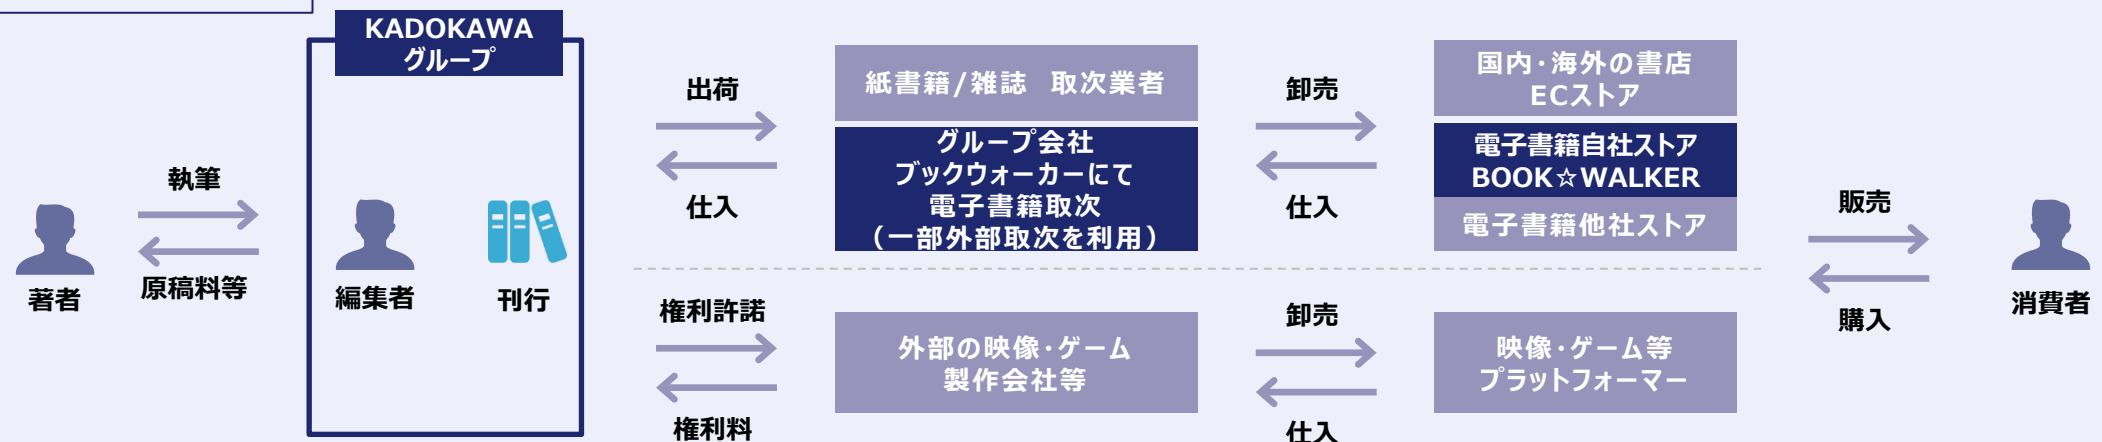 KADOKAWA
グループ
著者
執筆
原稿料等
編集者
刊行
出荷
仕入
紙書籍/雑誌 取次業者
グループ会社
ブックウォーカーにて
電子書籍取次
(一部外部取次を利用)
卸売
仕入
国内・海外の書店
ECストア
電子書籍自社ストア
BOOK☆WALKER
電子書籍他社ストア
権利許諾
権利料
外部の映像・ゲーム
製作会社等
卸売
仕入
映像・ゲーム等
プラットフォーマー
販売
購入
消費者